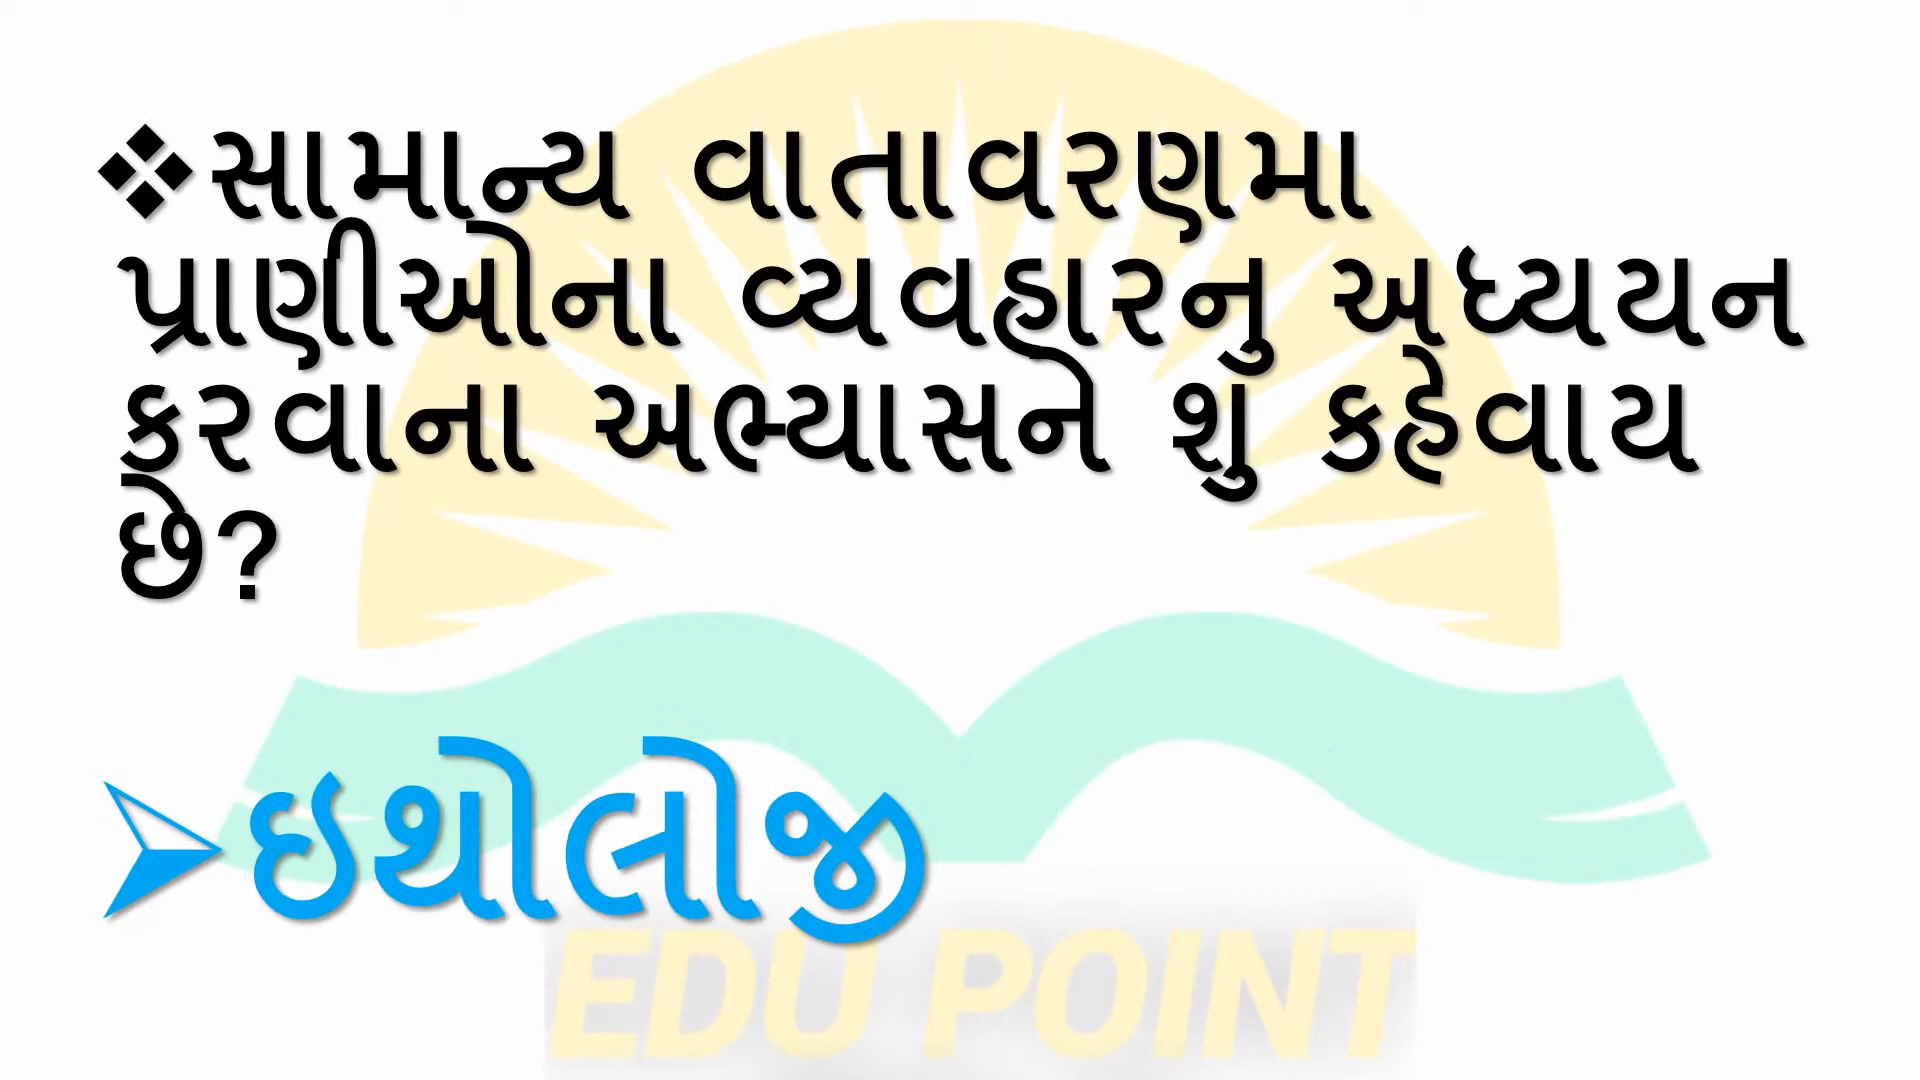 ❖સામાન્ય વાતાવરણમા
પ્રાણીઓના વ્યવહારનુ અધ્યયન
કરવાના અભ્યાસને શુ કહેવાય
છે?
➢ઇથોલોજી
EDU POINT